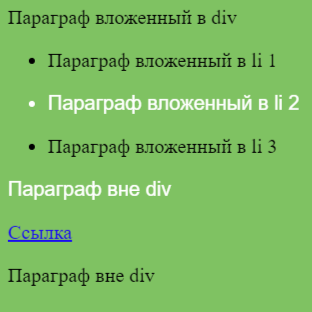 Параграф вложенный в div
Параграф вложенный в li 1
Параграф вложенный в li 2
Параграф вложенный в li 3
Параграф вне div
Ссылка
Параграф вне div